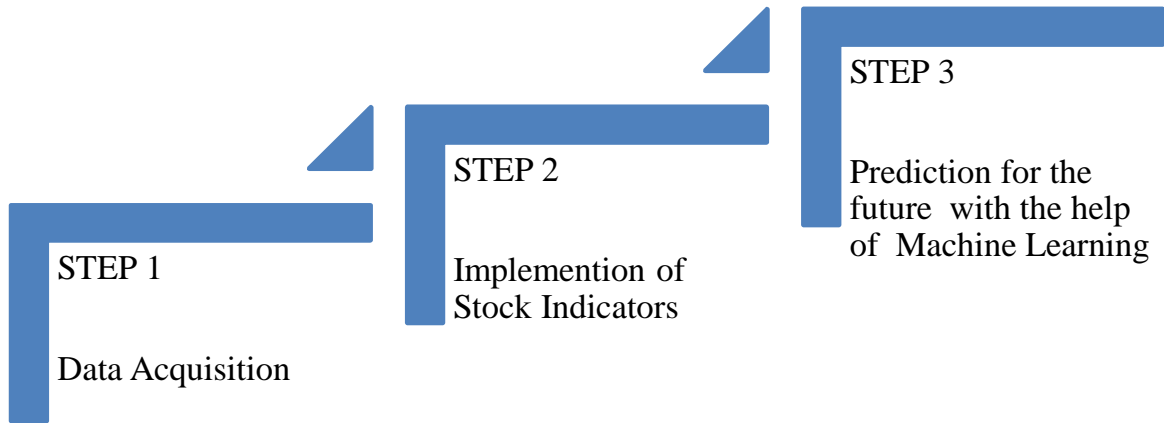 STEP 1
Data Acquisition
STEP 2
Implemention of
Stock Indicators
STEP 3
Prediction for the
future  with the help
of  Machine Learning